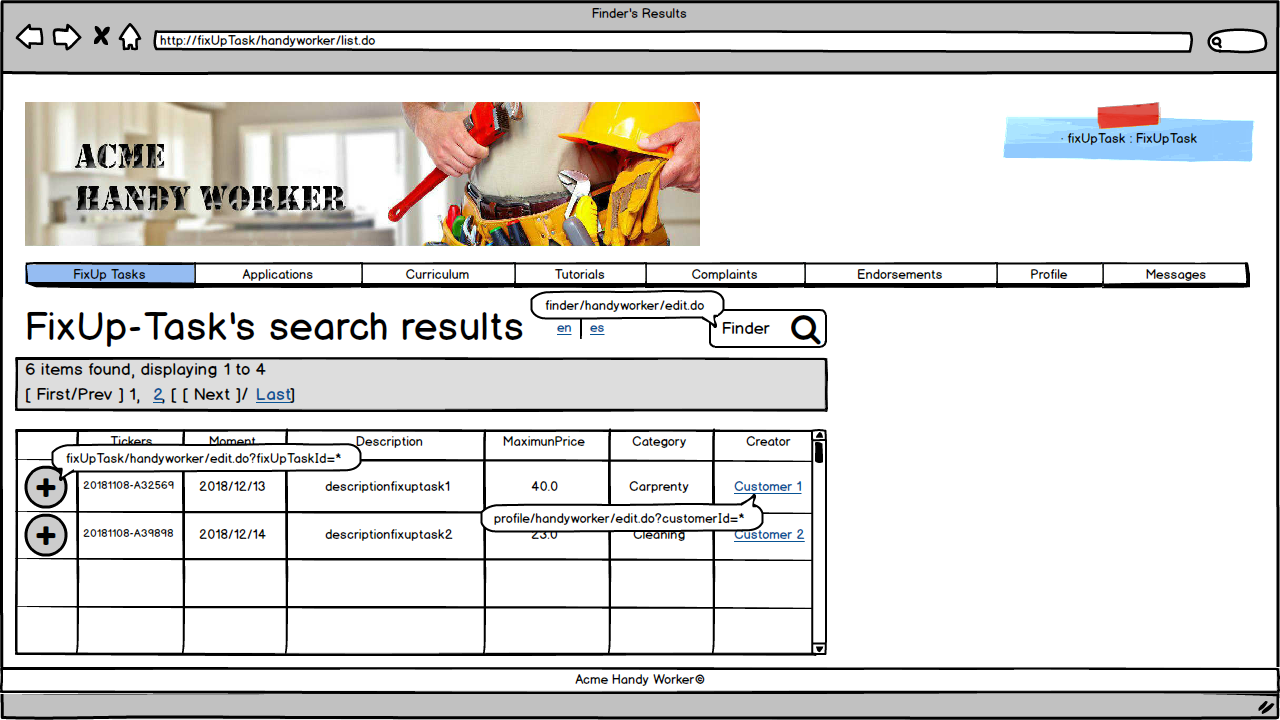 Finder's Results
http://fixUpTask/handyworker/list.do
ACME
HANDY WORKER
· fixUpTask : FixUpTask
FixUp Tasks Applications Curriculum Tutorials Complaints Endorsements Profile Messages
finder/handyworker/edit.do
FixUp-Task's search results en es Finder
6 items found, displaying 1 to 4
[ First/Prev ] 1, 2, [ [ Next ]/ Last]
Tickers Moment Description MaximunPrice Category Creator
fixUpTask/handyworker/edit.do?fixUpTaskId=*
20181108-A32569 2018/12/13 descriptionfixuptask1 40.0 Carprenty Customer 1
profile/handyworker/edit.do?customerId=*
20181108-A39898 2018/12/14 descriptionfixuptask2 23.0 Cleaning Customer 2
Acme Handy Worker©